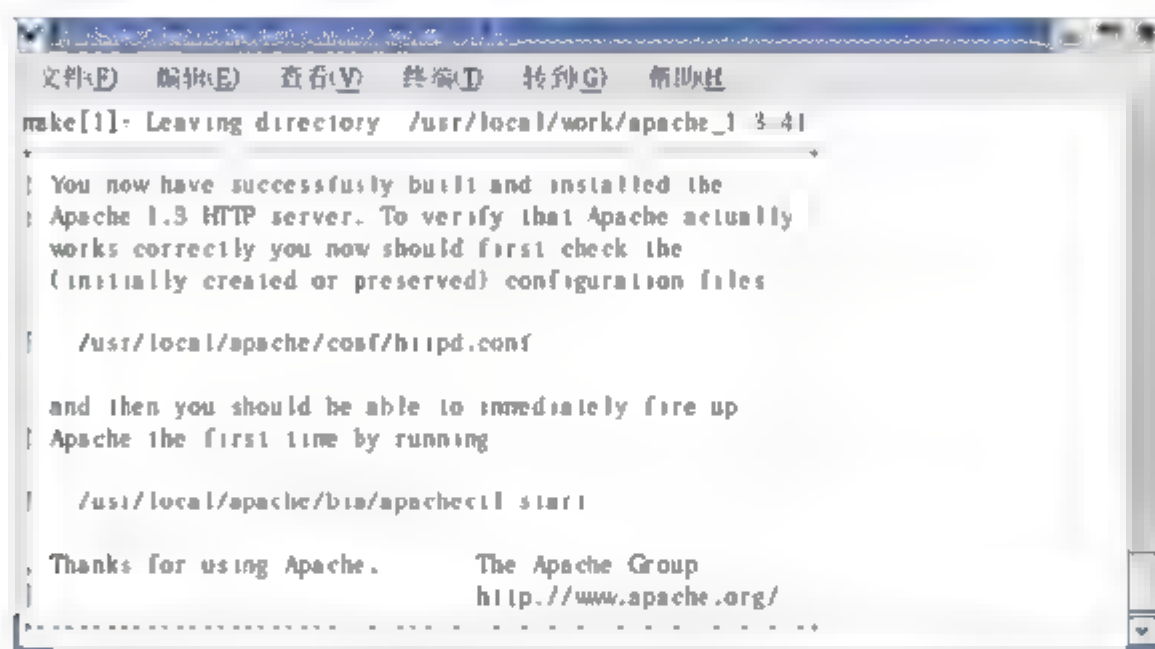 文件(F) 编辑(E) 查看(V) 终端(T) 转到(G) 帮助(H)
make[1]: Leaving directory /usr/local/work/apache_1 3 41
You now have successfully built and installed the
Apache 1.3 HTTP server. To verify that Apache actually
works correctly you now should first check the
(initially created or preserved) configuration files
/usr/local/apache/conf/httpd.conf
and then you should be able to immediately fire up
Apache the first time by running
/usr/local/apache/bin/apachectl start
Thanks for using Apache. The Apache Group
http://www.apache.org/